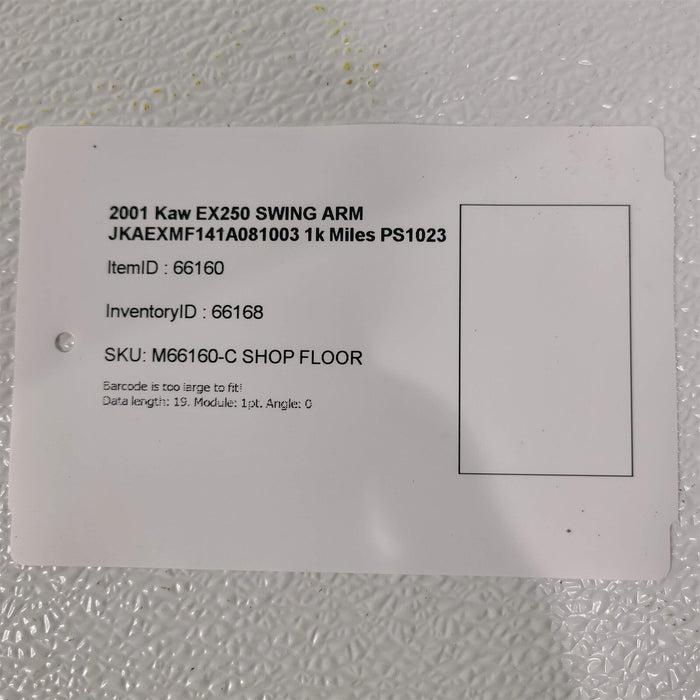 2001 Kaw EX250 SWING ARM
JKAEXMF141A081003 1k Miles PS1023
ItemID : 66160
InventoryID : 66168
SKU: M66160-C SHOP FLOOR
Barcode is too large to fit!
Data length: 19. Module: 1pt. Angle: 0